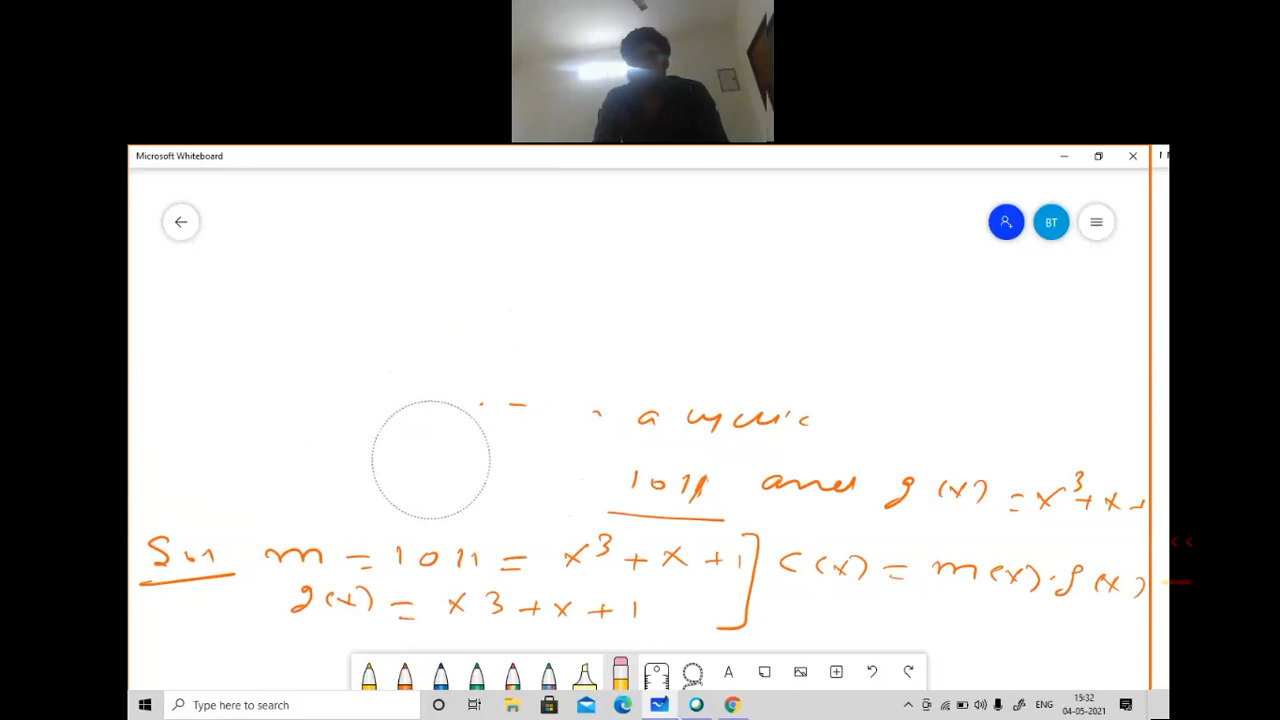 Microsoft Whiteboard
BT
a cyclic
1011 and g(x) = x³+x+
Sol m = 1011 = x³+x+1] c(x) = m(x).g(x)
g(x) = x3+x+1
A
Type here to search
ENG
15:32
04-05-2021